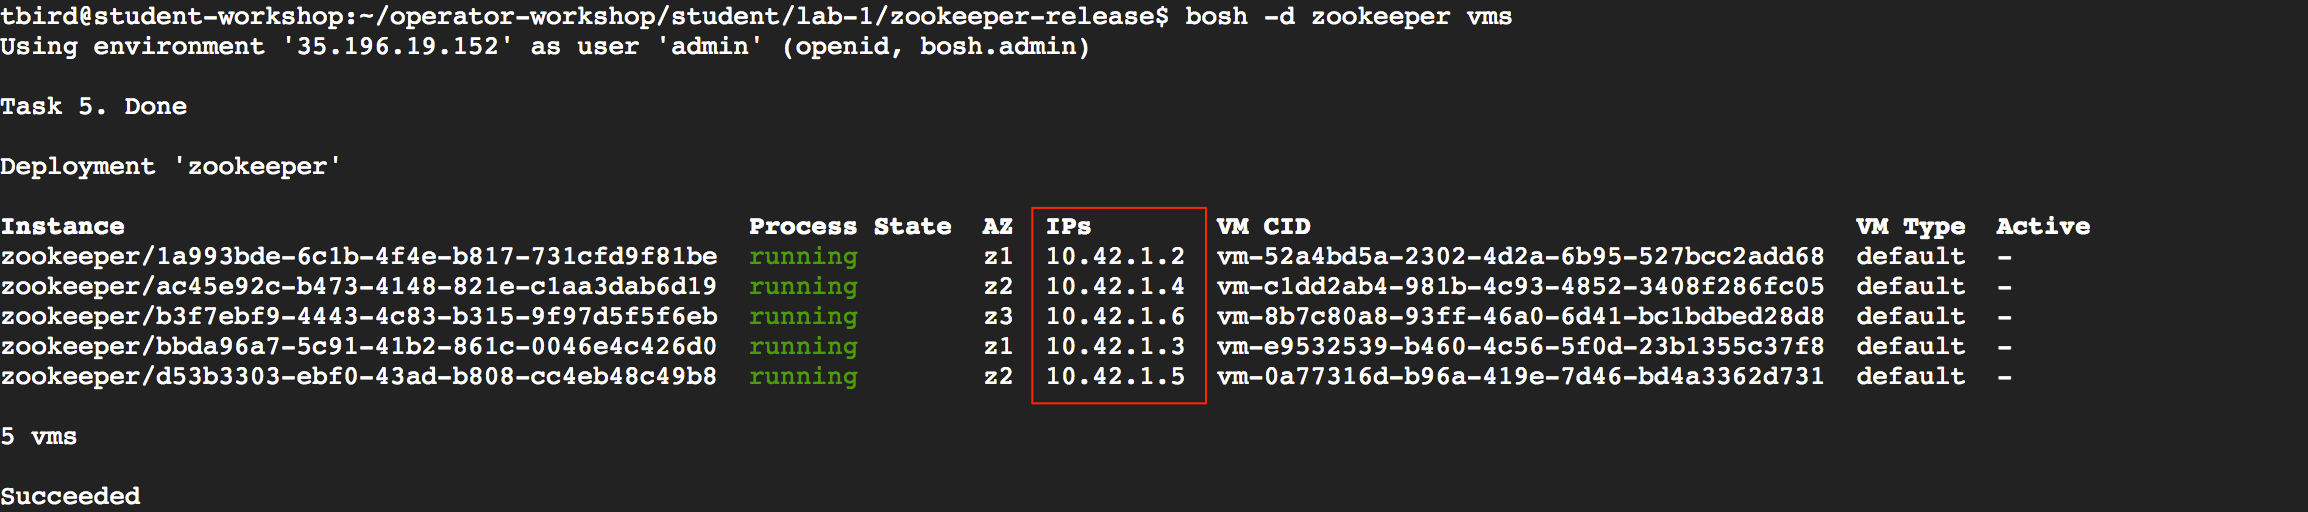 tbird@student-workshop:~/operator-workshop/student/lab-1/zookeeper-release$ bosh -d zookeeper vms
Using environment '35.196.19.152' as user 'admin' (openid, bosh.admin)
Task 5. Done
Deployment 'zookeeper'
Instance Process State AZ IPs VM CID VM Type Active
zookeeper/1a993bde-6c1b-4f4e-b817-731cfd9f81be running z1 10.42.1.2 vm-52a4bd5a-2302-4d2a-6b95-527bcc2add68 default -
zookeeper/ac45e92c-b473-4148-821e-c1aa3dab6d19 running z2 10.42.1.4 vm-c1dd2ab4-981b-4c93-4852-3408f286fc05 default -
zookeeper/b3f7ebf9-4443-4c83-b315-9f97d5f5f6eb running z3 10.42.1.6 vm-8b7c80a8-93ff-46a0-6d41-bc1bdbed28d8 default -
zookeeper/bbda96a7-5c91-41b2-861c-0046e4c426d0 running z1 10.42.1.3 vm-e9532539-b460-4c56-5f0d-23b1355c37f8 default -
zookeeper/d53b3303-ebf0-43ad-b808-cc4eb48c49b8 running z2 10.42.1.5 vm-0a77316d-b96a-419e-7d46-bd4a3362d731 default -
5 vms
Succeeded